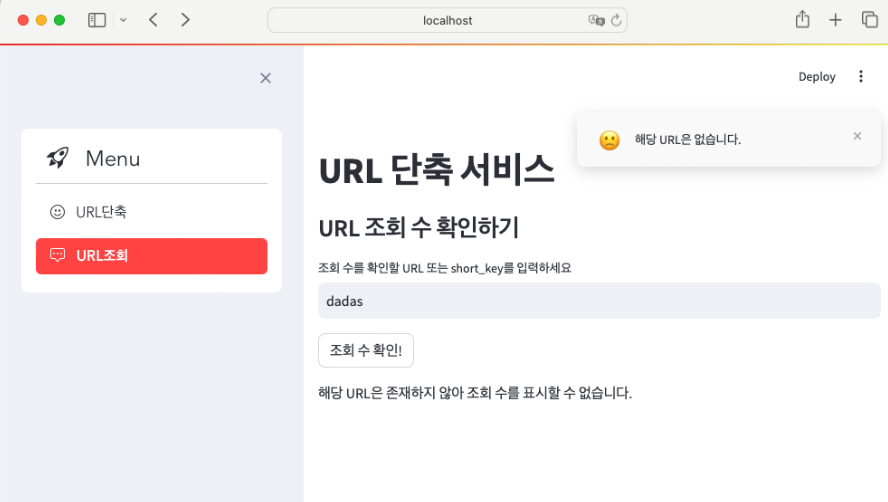 localhost
Deploy
해당 URL은 없습니다.
Menu
URL단축
URL조회
URL 단축 서비스
URL 조회 수 확인하기
조회 수를 확인할 URL 또는 short_key를 입력하세요
dadas
조회 수 확인!
해당 URL은 존재하지 않아 조회 수를 표시할 수 없습니다.